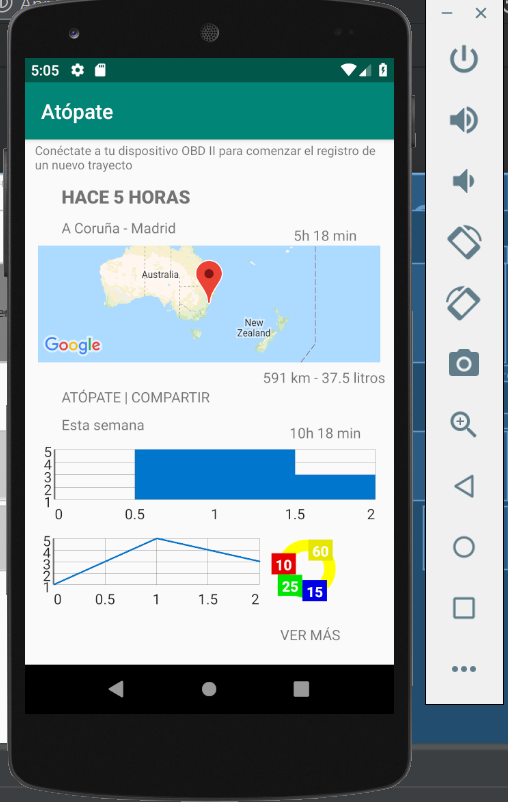 5:05
Atópate
Conéctate a tu dispositivo OBD II para comenzar el registro de
un nuevo trayecto
HACE 5 HORAS
A Coruña - Madrid
5h 18 min
Australia
New
Zealand
Google
591 km - 37.5 litros
ATÓPATE | COMPARTIR
Esta semana
10h 18 min
5
4
3
2
1
0 0.5 1 1.5 2
5
4
3
2
1
0 0.5 1 1.5 2
60
10
25
15
VER MÁS